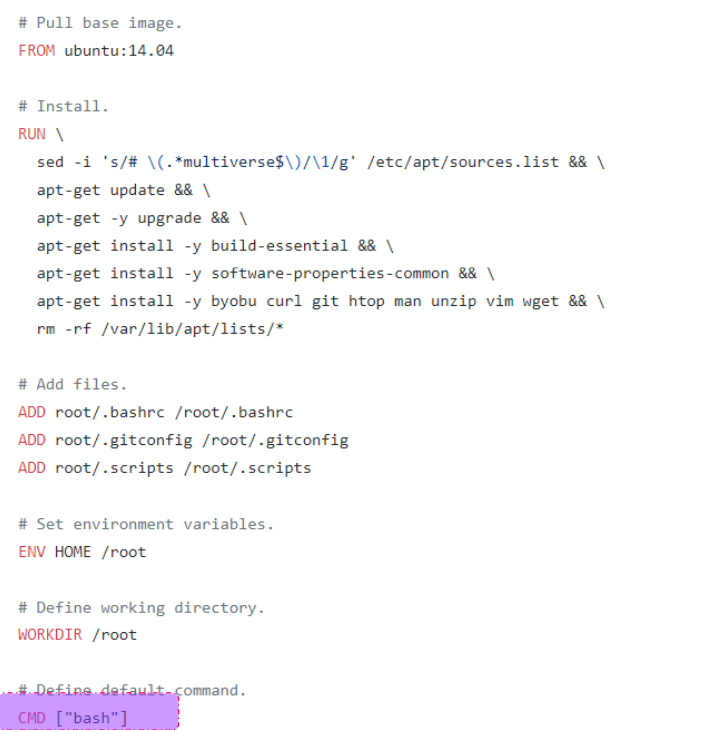 # Pull base image.
FROM ubuntu:14.04
# Install.
RUN \
sed -i 's/# \(.*multiverse$\)/\1/g' /etc/apt/sources.list && \
apt-get update && \
apt-get -y upgrade && \
apt-get install -y build-essential && \
apt-get install -y software-properties-common && \
apt-get install -y byobu curl git htop man unzip vim wget && \
rm -rf /var/lib/apt/lists/*
# Add files.
ADD root/.bashrc /root/.bashrc
ADD root/.gitconfig /root/.gitconfig
ADD root/.scripts /root/.scripts
# Set environment variables.
ENV HOME /root
# Define working directory.
WORKDIR /root
# Define default command.
CMD ["bash"]